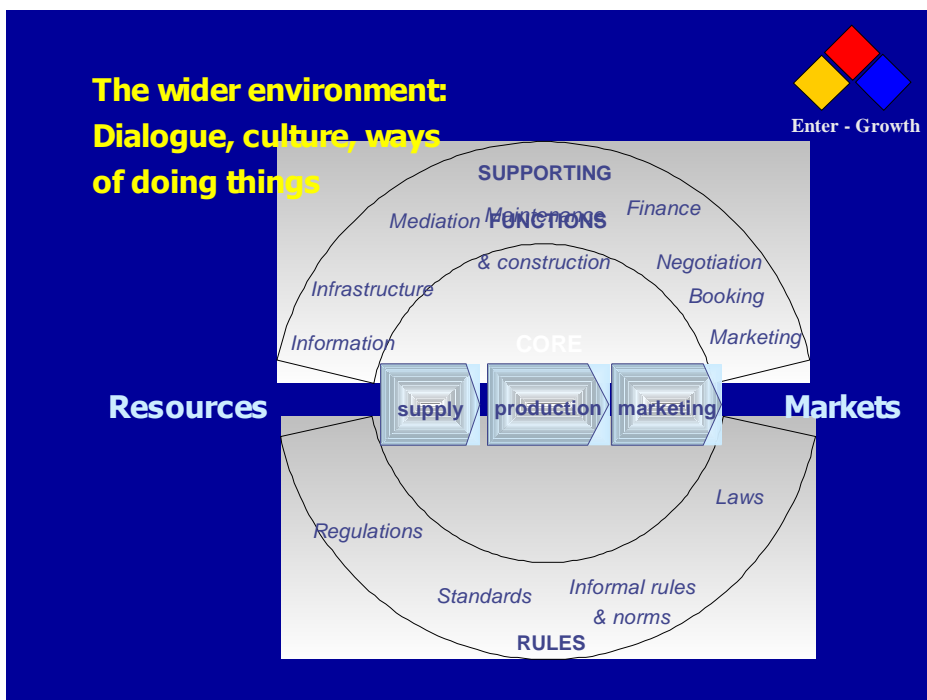 The wider environment:
Dialogue, culture, ways
of doing things
Enter - Growth
SUPPORTING
FUNCTIONS
Mediation
Maintenance
& construction
Finance
Negotiation
Booking
Marketing
Infrastructure
Information
CORE
Resources
supply
production
marketing
Markets
Laws
Regulations
Standards
Informal rules
& norms
RULES